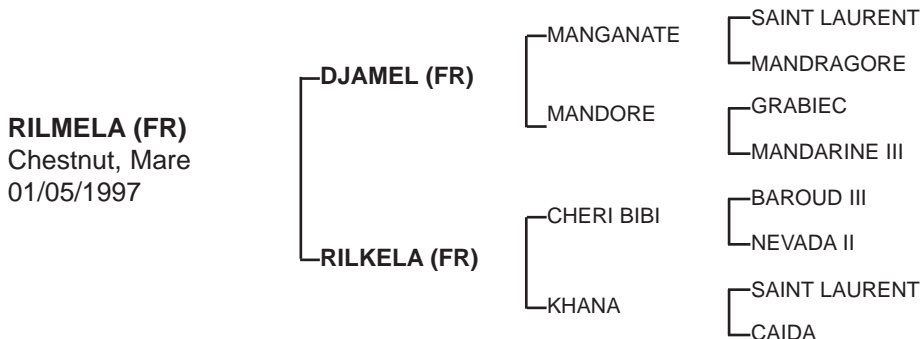 RILMELA (FR)
Chestnut, Mare
01/05/1997
DJAMEL (FR)
RILKELA (FR)
MANGANATE
MANDORE
CHERI BIBI
KHANA
SAINT LAURENT
MANDRAGORE
GRABIEC
MANDARINE III
BAROUD III
NEVADA II
SAINT LAURENT
CAIDA